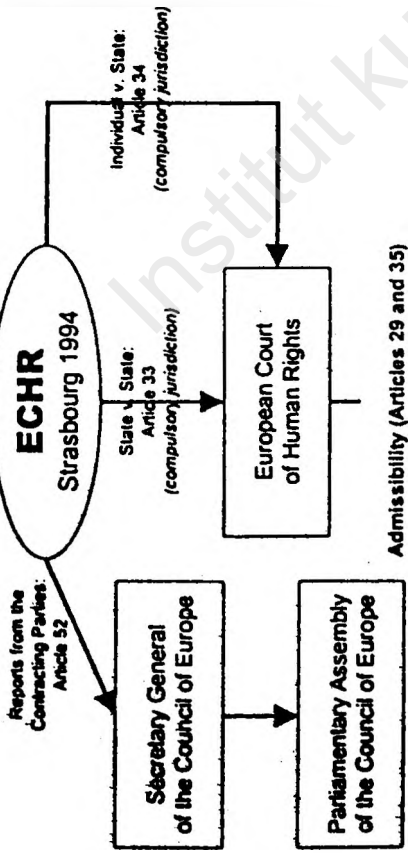 ECHR
Strasbourg 1994
Reports from the
Contracting Parties:
Article 52
State v. State:
Article 33
(compulsory jurisdiction)
Individual v. State:
Article 34
(compulsory jurisdiction)
Secretary General
of the Council of Europe
European Court
of Human Rights
Parliamentary Assembly
of the Council of Europe
Admissibility (Articles 29 and 35)
Institut